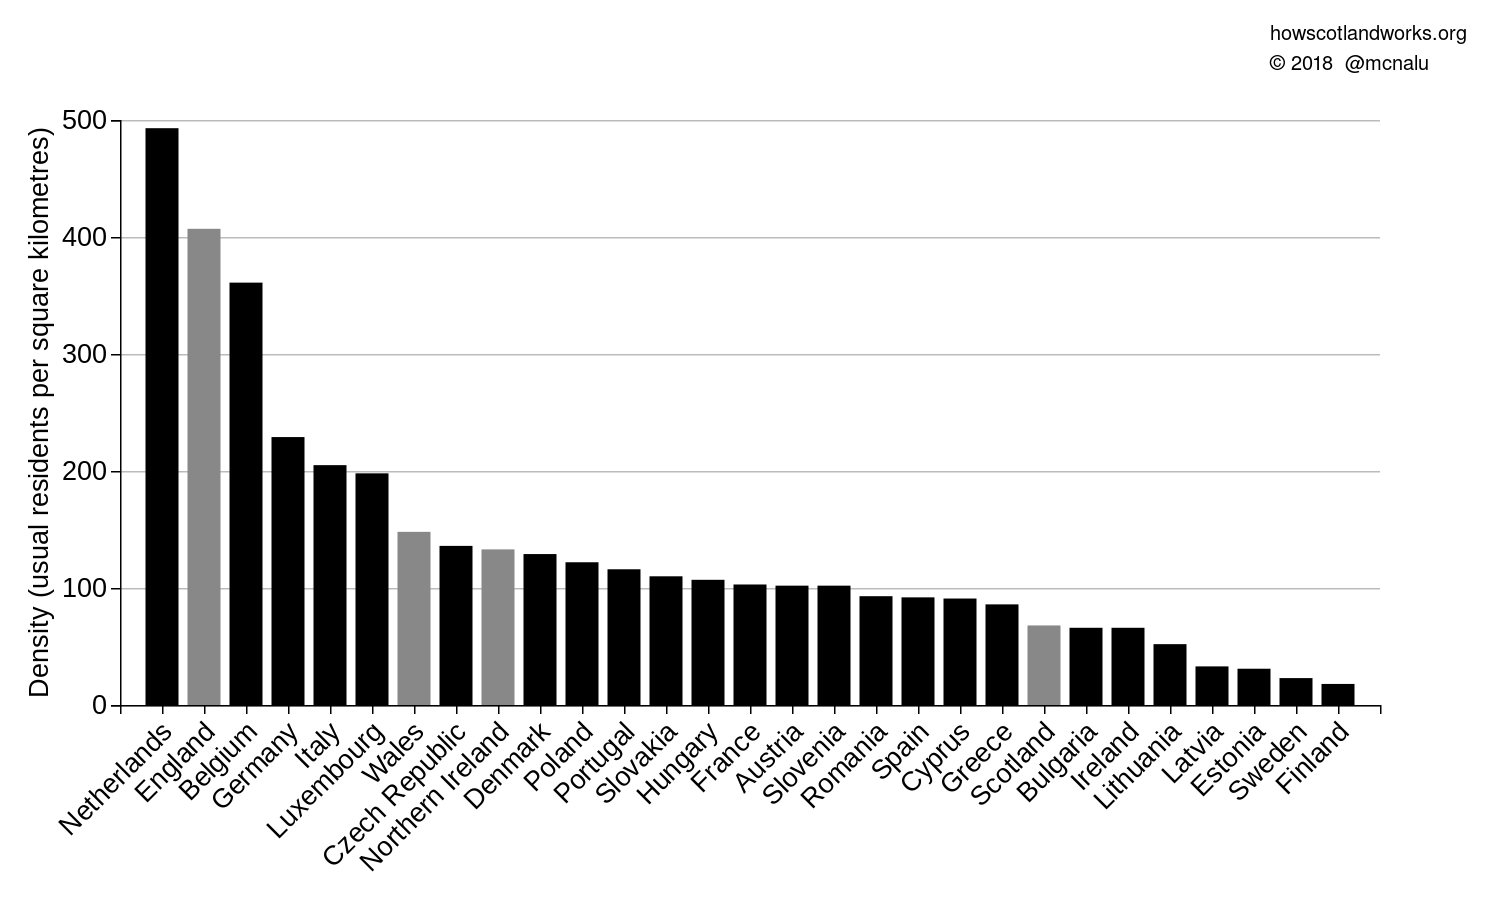 howscotlandworks.org
© 2018 @mcnalu
Density (usual residents per square kilometres)
500
400
300
200
100
0
Netherlands
England
Belgium
Germany
Italy
Luxembourg
Wales
Czech Republic
Northern Ireland
Denmark
Poland
Portugal
Slovakia
Hungary
France
Austria
Slovenia
Romania
Spain
Cyprus
Greece
Scotland
Bulgaria
Ireland
Lithuania
Latvia
Estonia
Sweden
Finland